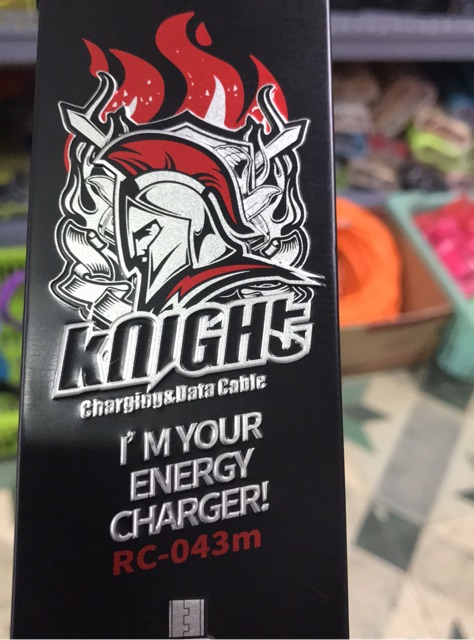 KNIGHT
Charging&Data Cable
I'M YOUR
ENERGY
CHARGER!
RC-043m